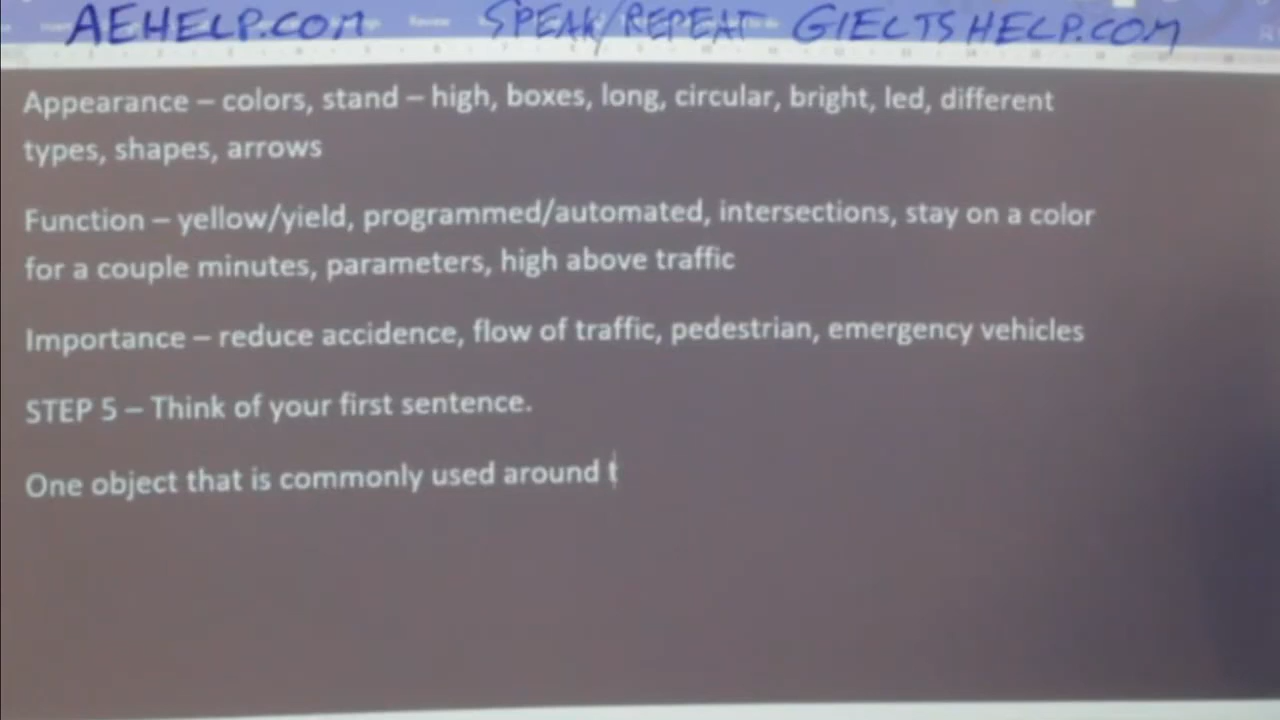 AEHELP.COM SPEAK/REPEAT GIELTSHELP.COM
Review
Appearance – colors, stand – high, boxes, long, circular, bright, led, different
types, shapes, arrows
Function – yellow/yield, programmed/automated, intersections, stay on a color
for a couple minutes, parameters, high above traffic
Importance – reduce accidence, flow of traffic, pedestrian, emergency vehicles
STEP 5 – Think of your first sentence.
One object that is commonly used around t